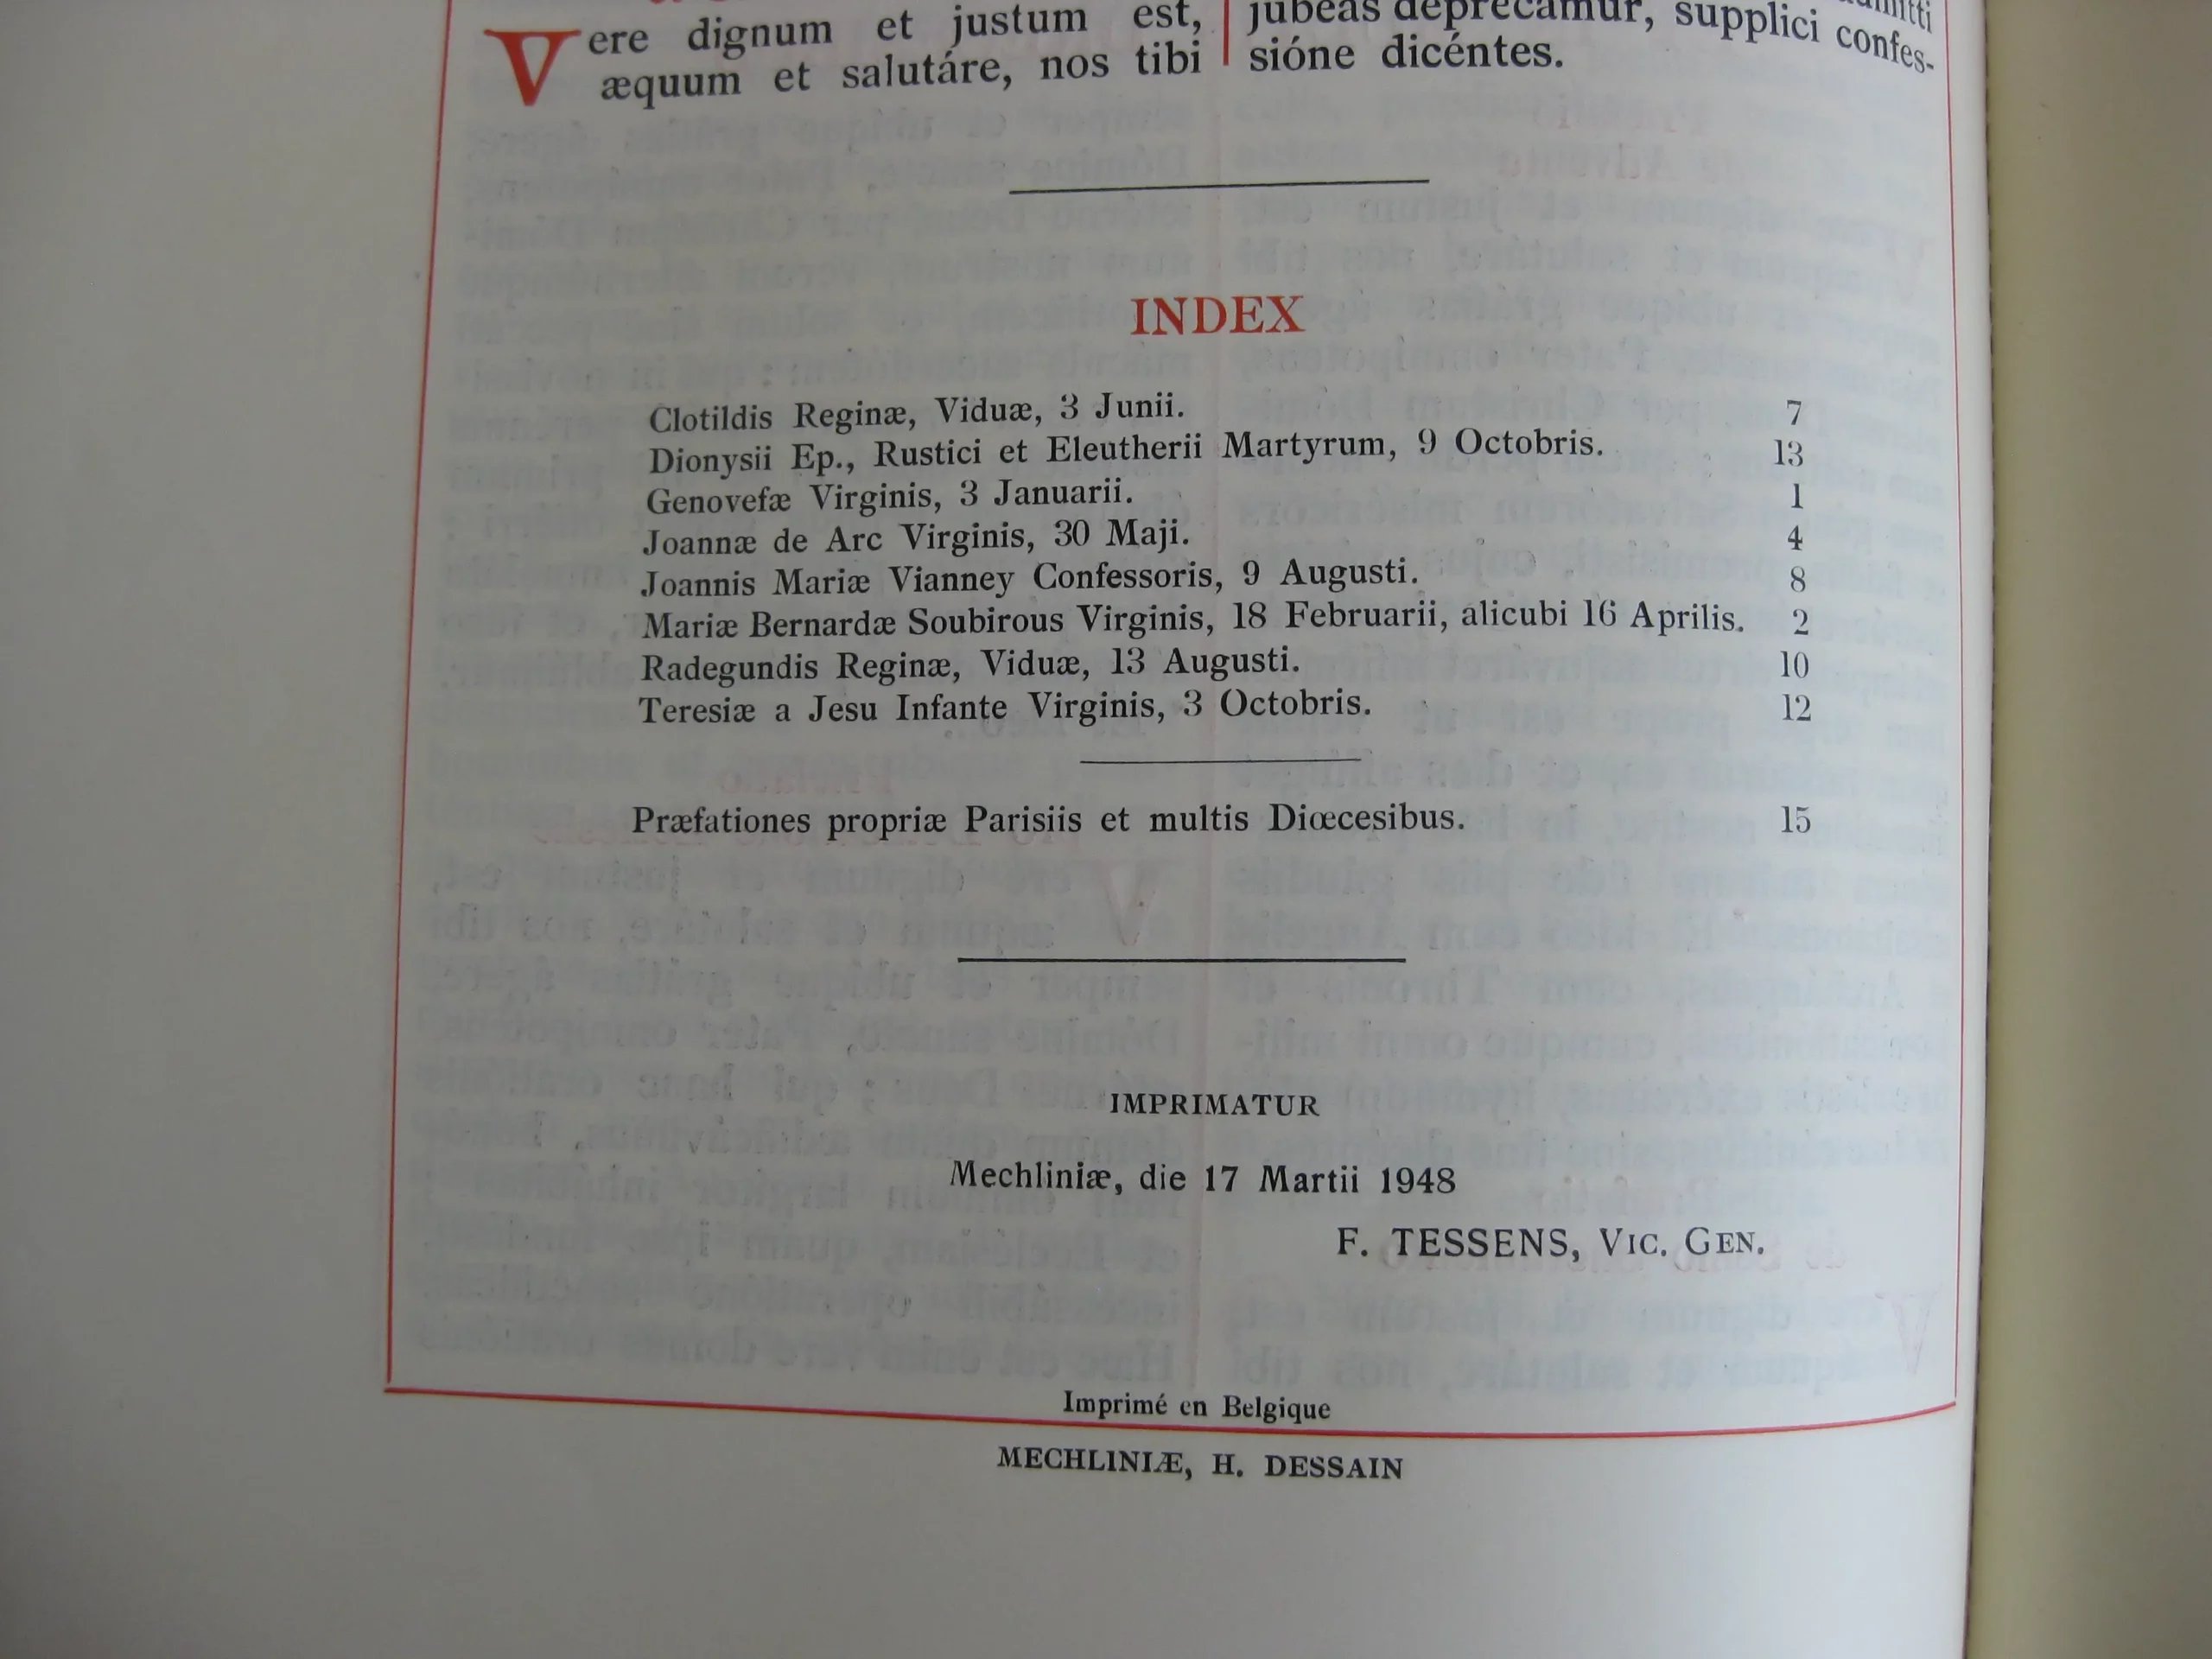 Vere dignum et justum est,
æquum et salutáre, nos tibi
jubeas deprecámur, supplici confes-
sióne dicéntes.
INDEX
Clotildis Reginæ, Viduæ, 3 Junii. 7
Dionysii Ep., Rustici et Eleutherii Martyrum, 9 Octobris. 13
Genovefæ Virginis, 3 Januarii. 1
Joannæ de Arc Virginis, 30 Maji. 4
Joannis Mariæ Vianney Confessoris, 9 Augusti. 8
Mariæ Bernardæ Soubirous Virginis, 18 Februarii, alicubi 16 Aprilis. 2
Radegundis Reginæ, Viduæ, 13 Augusti. 10
Teresiæ a Jesu Infante Virginis, 3 Octobris. 12
Præfationes propriæ Parisiis et multis Diœcesibus. 15
IMPRIMATUR
Mechliniæ, die 17 Martii 1948
F. TESSENS, Vic. Gen.
Imprimé en Belgique
MECHLINIÆ, H. DESSAIN